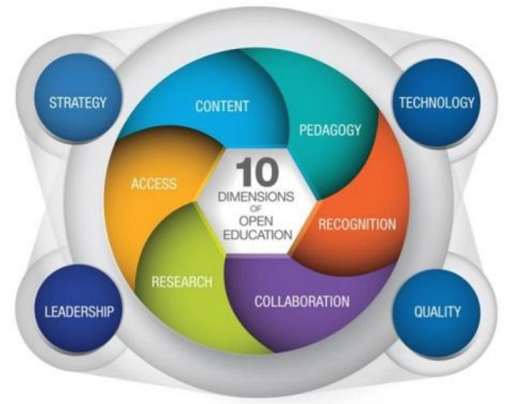 STRATEGY
TECHNOLOGY
CONTENT
PEDAGOGY
ACCESS
10
DIMENSIONS
OF
OPEN
EDUCATION
RECOGNITION
RESEARCH
COLLABORATION
LEADERSHIP
QUALITY